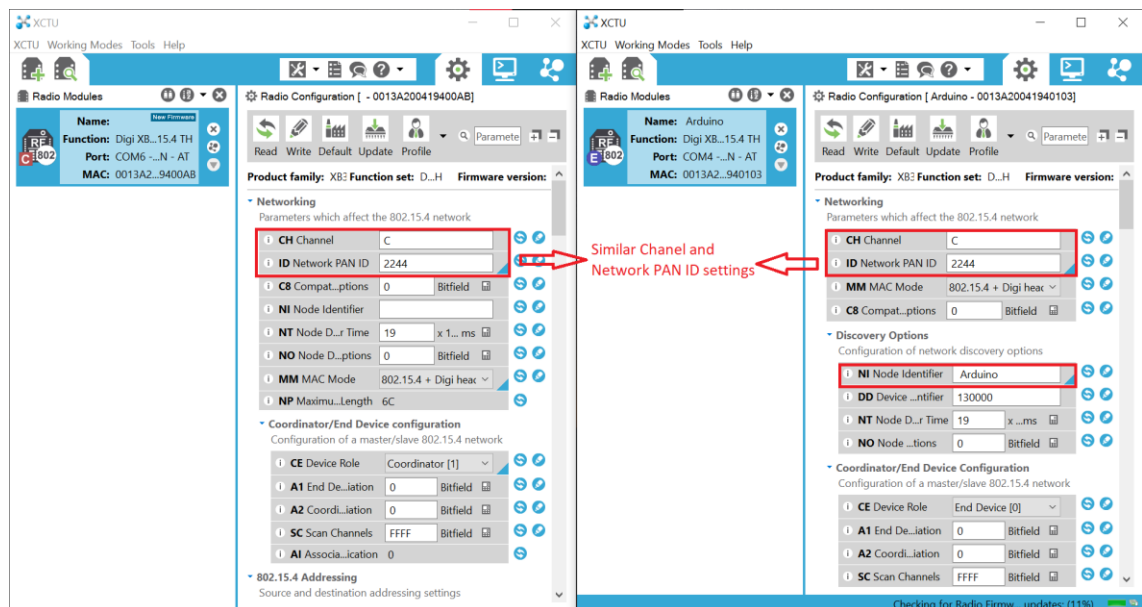 XCTU
XCTU Working Modes Tools Help
Radio Modules
Name:
New Firmware
Function: Digi XB...15.4 TH
Port: COM6 -...N - AT
MAC: 0013A2...9400AB
Radio Configuration [ - 0013A200419400AB]
Read Write Default Update Profile
Paramete
Product family: XB3 Function set: D...H Firmware version:
Networking
Parameters which affect the 802.15.4 network
CH Channel C
ID Network PAN ID 2244
C8 Compat...ptions 0 Bitfield
NI Node Identifier
NT Node D...r Time 19 x 1... ms
NO Node D...ptions 0 Bitfield
MM MAC Mode 802.15.4 + Digi heac
NP Maximu...Length 6C
Coordinator/End Device configuration
Configuration of a master/slave 802.15.4 network
CE Device Role Coordinator [1]
A1 End De...iation 0 Bitfield
A2 Coordi...iation 0 Bitfield
SC Scan Channels FFFF Bitfield
AI Associa...ication 0
802.15.4 Addressing
Source and destination addressing settings
Similar Chanel and
Network PAN ID settings
XCTU
XCTU Working Modes Tools Help
Radio Modules
Name: Arduino
Function: Digi XB...15.4 TH
Port: COM4 -...N - AT
MAC: 0013A2...940103
Radio Configuration [ Arduino - 0013A20041940103]
Read Write Default Update Profile
Paramete
Product family: XB3 Function set: D...H Firmware version:
Networking
Parameters which affect the 802.15.4 network
CH Channel C
ID Network PAN ID 2244
MM MAC Mode 802.15.4 + Digi heac
C8 Compat...ptions 0 Bitfield
Discovery Options
Configuration of network discovery options
NI Node Identifier Arduino
DD Device ...ntifier 130000
NT Node D...r Time 19 x ...ms
NO Node ...tions 0 Bitfield
Coordinator/End Device Configuration
Configuration of a master/slave 802.15.4 network
CE Device Role End Device [0]
A1 End De...iation 0 Bitfield
A2 Coordi...iation 0 Bitfield
SC Scan Channels FFFF Bitfield
Checking for Radio Firmw... updates: (11%)